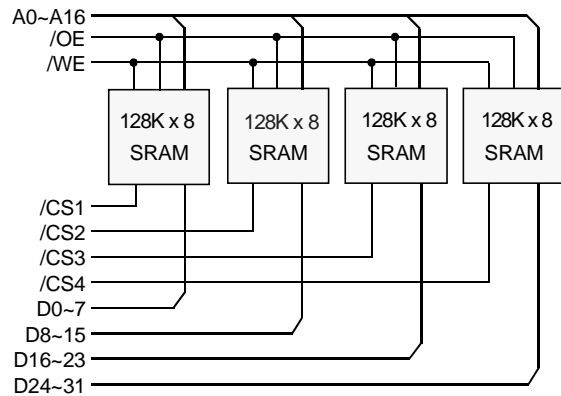 A0~A16
/OE
/WE
128K x 8
SRAM
128K x 8
SRAM
128K x 8
SRAM
128K x 8
SRAM
/CS1
/CS2
/CS3
/CS4
D0~7
D8~15
D16~23
D24~31